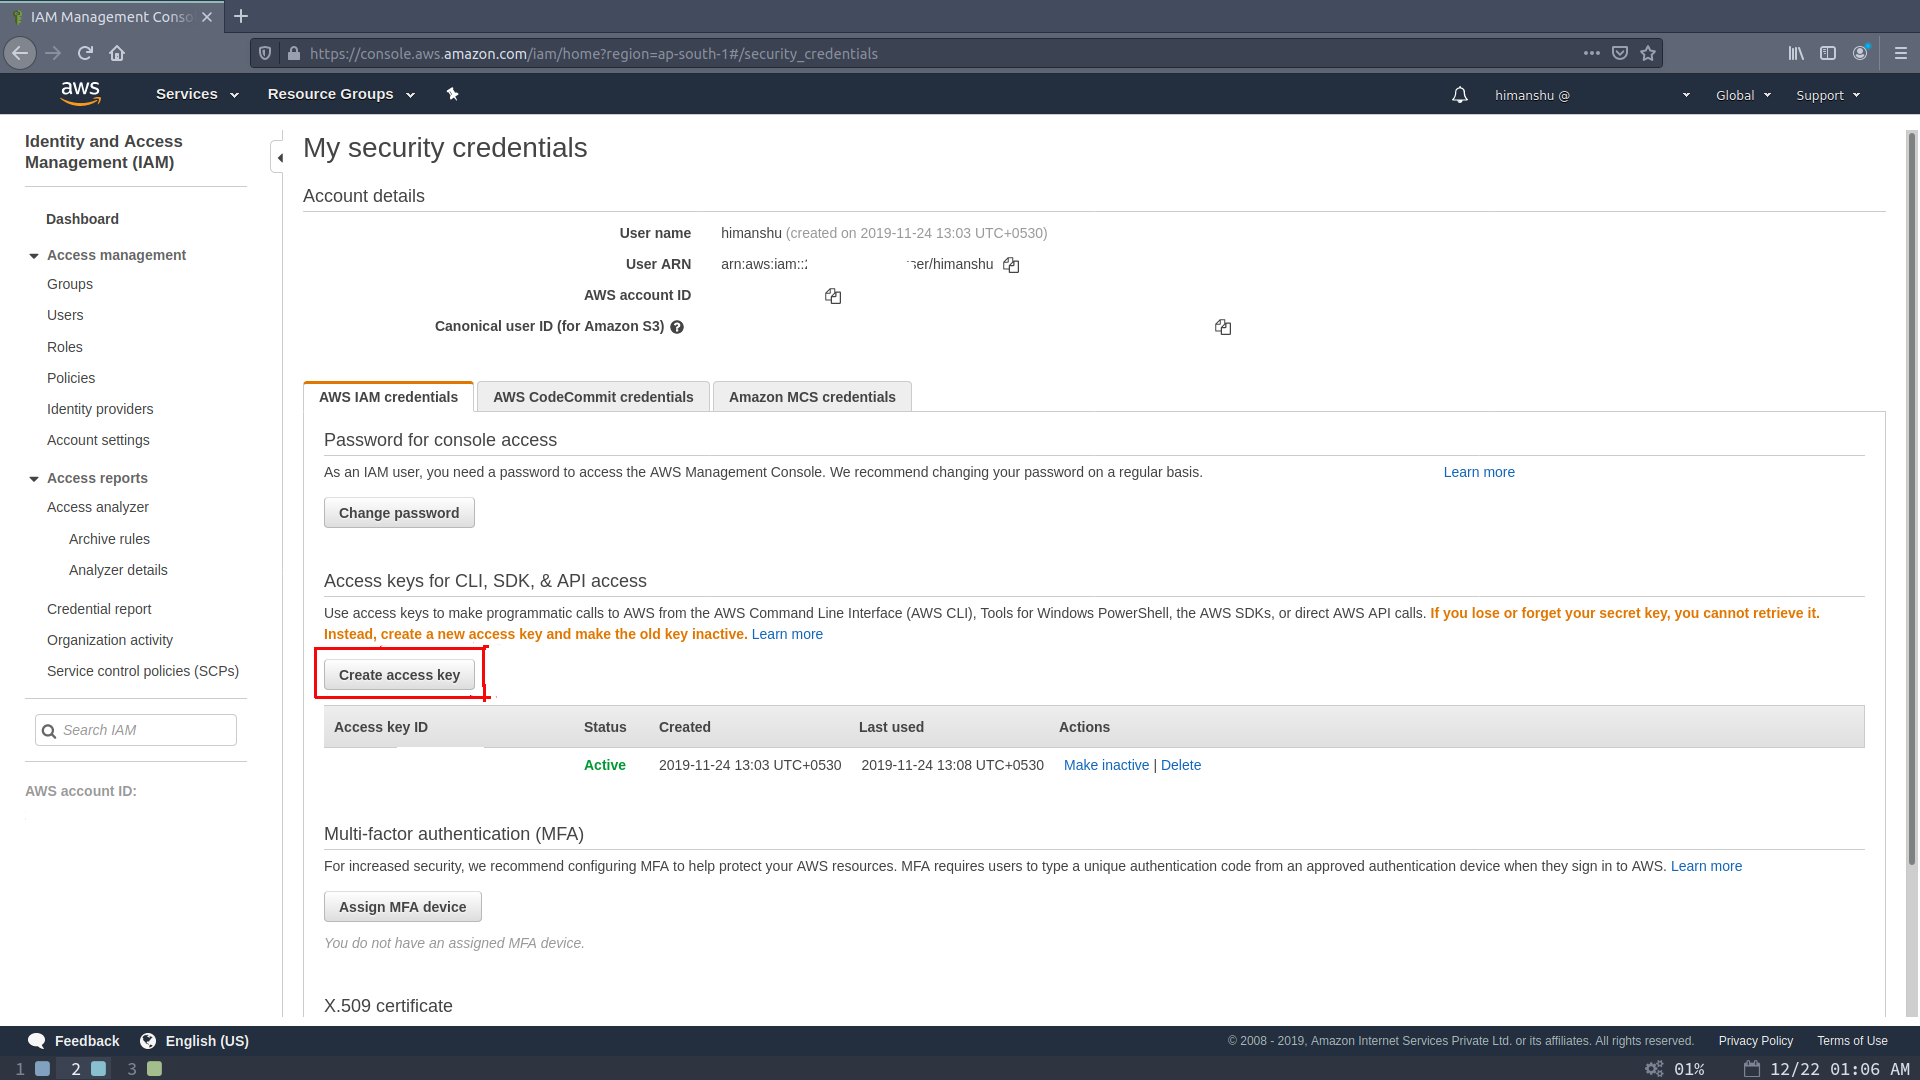 IAM Management Conso
https://console.aws.amazon.com/iam/home?region=ap-south-1#/security_credentials
aws
Services
Resource Groups
himanshu @
Global
Support
Identity and Access
Management (IAM)
Dashboard
Access management
Groups
Users
Roles
Policies
Identity providers
Account settings
Access reports
Access analyzer
Archive rules
Analyzer details
Credential report
Organization activity
Service control policies (SCPs)
Search IAM
AWS account ID:
My security credentials
Account details
User name himanshu (created on 2019-11-24 13:03 UTC+0530)
User ARN arn:aws:iam:: ser/himanshu
AWS account ID
Canonical user ID (for Amazon S3)
AWS IAM credentials
AWS CodeCommit credentials
Amazon MCS credentials
Password for console access
As an IAM user, you need a password to access the AWS Management Console. We recommend changing your password on a regular basis. Learn more
Change password
Access keys for CLI, SDK, & API access
Use access keys to make programmatic calls to AWS from the AWS Command Line Interface (AWS CLI), Tools for Windows PowerShell, the AWS SDKs, or direct AWS API calls. If you lose or forget your secret key, you cannot retrieve it.
Instead, create a new access key and make the old key inactive. Learn more
Create access key
Access key ID Status Created Last used Actions
Active 2019-11-24 13:03 UTC+0530 2019-11-24 13:08 UTC+0530 Make inactive | Delete
Multi-factor authentication (MFA)
For increased security, we recommend configuring MFA to help protect your AWS resources. MFA requires users to type a unique authentication code from an approved authentication device when they sign in to AWS. Learn more
Assign MFA device
You do not have an assigned MFA device.
X.509 certificate
Feedback
English (US)
© 2008 - 2019, Amazon Internet Services Private Ltd. or its affiliates. All rights reserved.
Privacy Policy
Terms of Use
1 2 3
01%
12/22 01:06 AM